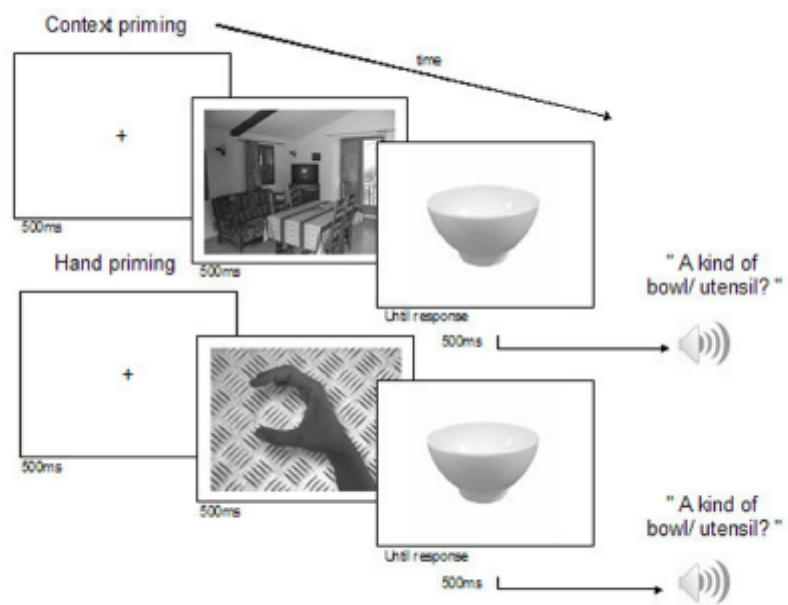 Context priming
time
500ms
500ms
Until response
500ms
" A kind of
bowl/ utensil? "
Hand priming
500ms
500ms
Until response
500ms
" A kind of
bowl/ utensil? "